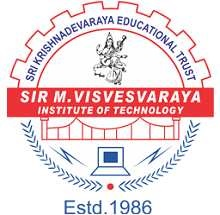 SRI KRISHNADEVARAYA EDUCATIONAL TRUST
SIR M.VISVESVARAYA
INSTITUTE OF TECHNOLOGY
Estd.1986